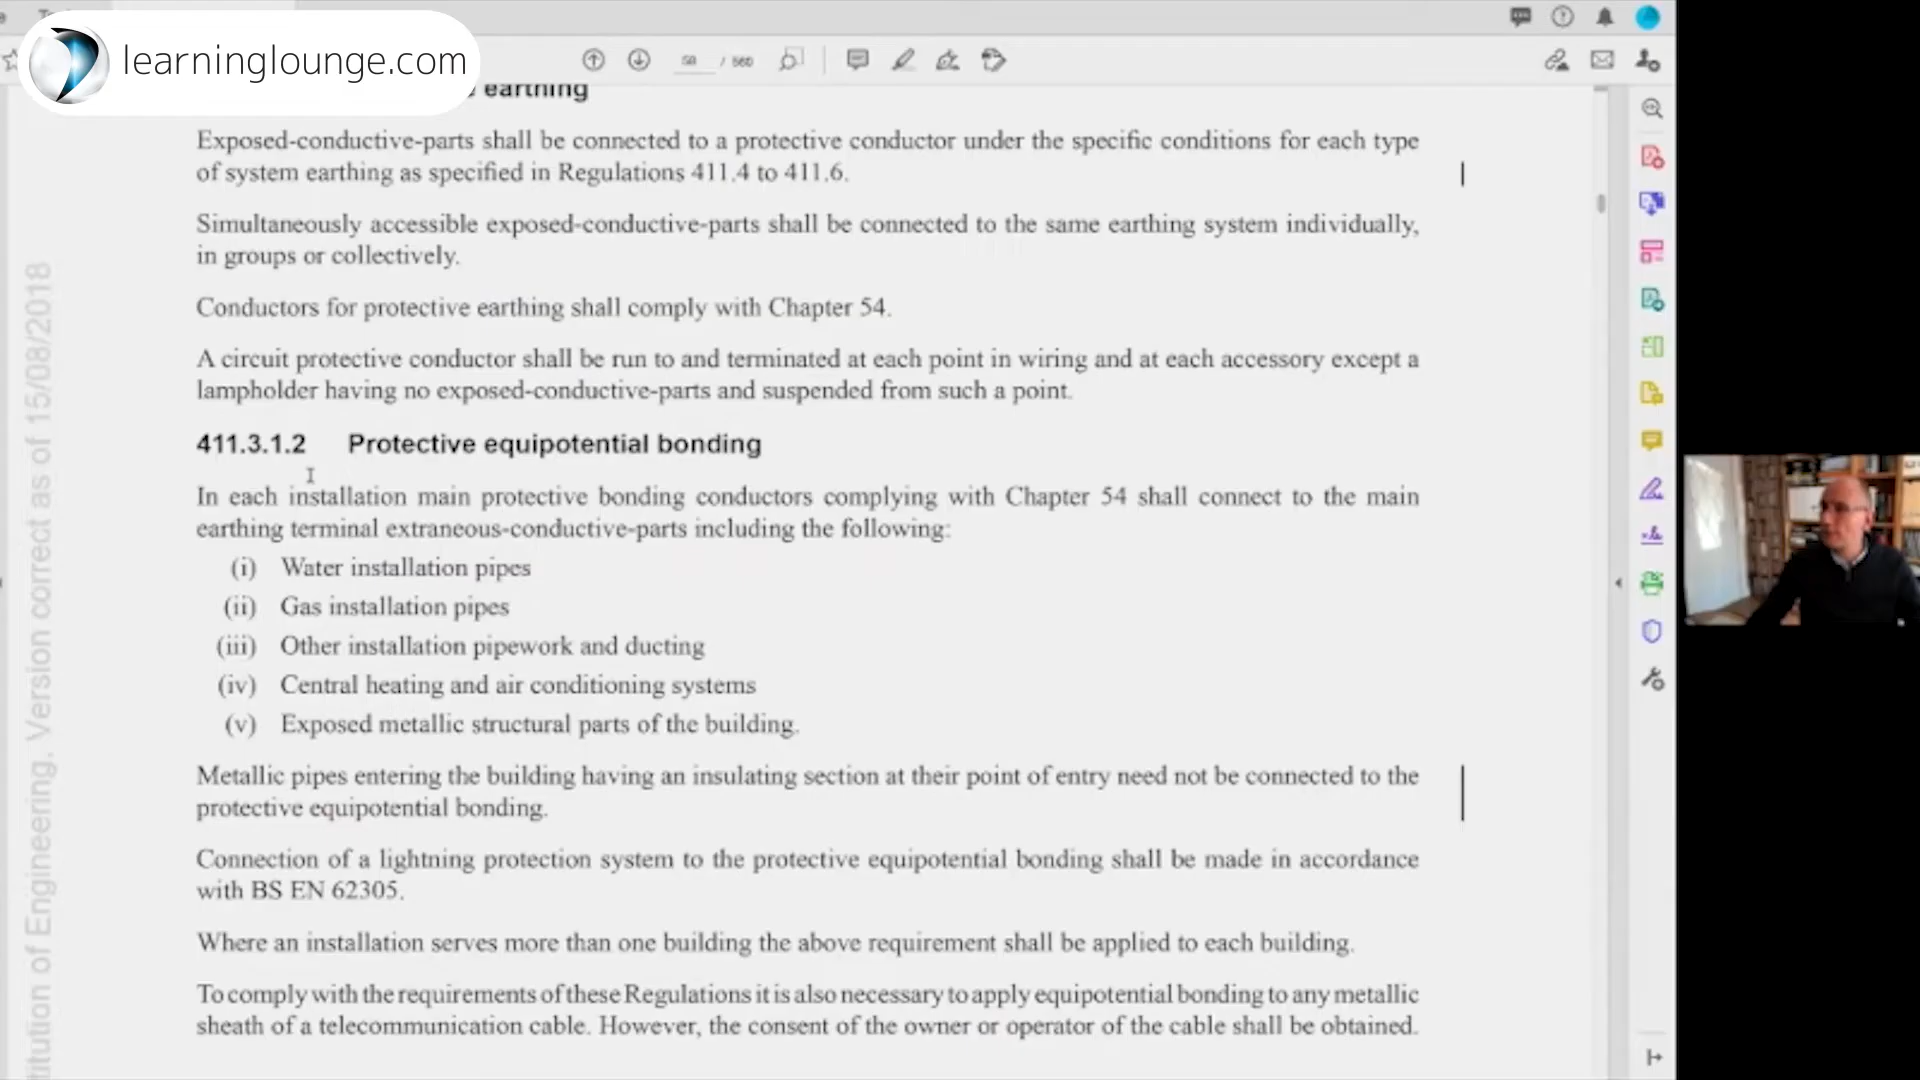 learninglounge.com
58 / 560
earthing
Exposed-conductive-parts shall be connected to a protective conductor under the specific conditions for each type
of system earthing as specified in Regulations 411.4 to 411.6.
Simultaneously accessible exposed-conductive-parts shall be connected to the same earthing system individually,
in groups or collectively.
Conductors for protective earthing shall comply with Chapter 54.
A circuit protective conductor shall be run to and terminated at each point in wiring and at each accessory except a
lampholder having no exposed-conductive-parts and suspended from such a point.
411.3.1.2 Protective equipotential bonding
In each installation main protective bonding conductors complying with Chapter 54 shall connect to the main
earthing terminal extraneous-conductive-parts including the following:
(i) Water installation pipes
(ii) Gas installation pipes
(iii) Other installation pipework and ducting
(iv) Central heating and air conditioning systems
(v) Exposed metallic structural parts of the building.
Metallic pipes entering the building having an insulating section at their point of entry need not be connected to the
protective equipotential bonding.
Connection of a lightning protection system to the protective equipotential bonding shall be made in accordance
with BS EN 62305.
Where an installation serves more than one building the above requirement shall be applied to each building.
To comply with the requirements of these Regulations it is also necessary to apply equipotential bonding to any metallic
sheath of a telecommunication cable. However, the consent of the owner or operator of the cable shall be obtained.
titution of Engineering. Version correct as of 15/08/2018